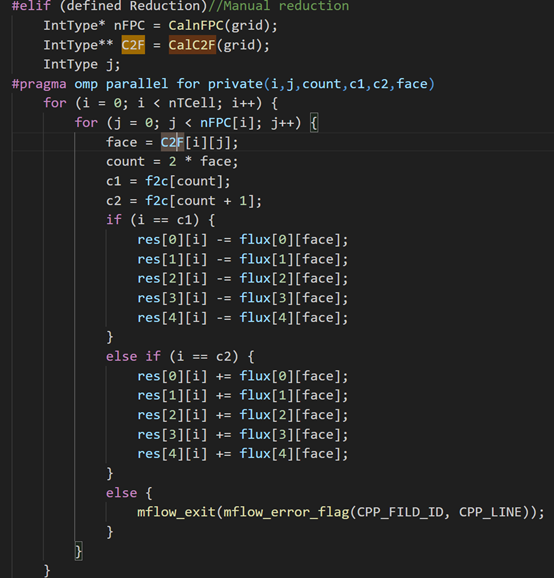 #elif (defined Reduction)//Manual reduction
    IntType* nFPC = CalnFPC(grid);
    IntType** C2F = CalC2F(grid);
    IntType j;
#pragma omp parallel for private(i,j,count,c1,c2,face)
    for (i = 0; i < nTCell; i++) {
        for (j = 0; j < nFPC[i]; j++) {
            face = C2F[i][j];
            count = 2 * face;
            c1 = f2c[count];
            c2 = f2c[count + 1];
            if (i == c1) {
                res[0][i] -= flux[0][face];
                res[1][i] -= flux[1][face];
                res[2][i] -= flux[2][face];
                res[3][i] -= flux[3][face];
                res[4][i] -= flux[4][face];
            }
            else if (i == c2) {
                res[0][i] += flux[0][face];
                res[1][i] += flux[1][face];
                res[2][i] += flux[2][face];
                res[3][i] += flux[3][face];
                res[4][i] += flux[4][face];
            }
            else {
                mflow_exit(mflow_error_flag(CPP_FILD_ID, CPP_LINE));
            }
        }
    }